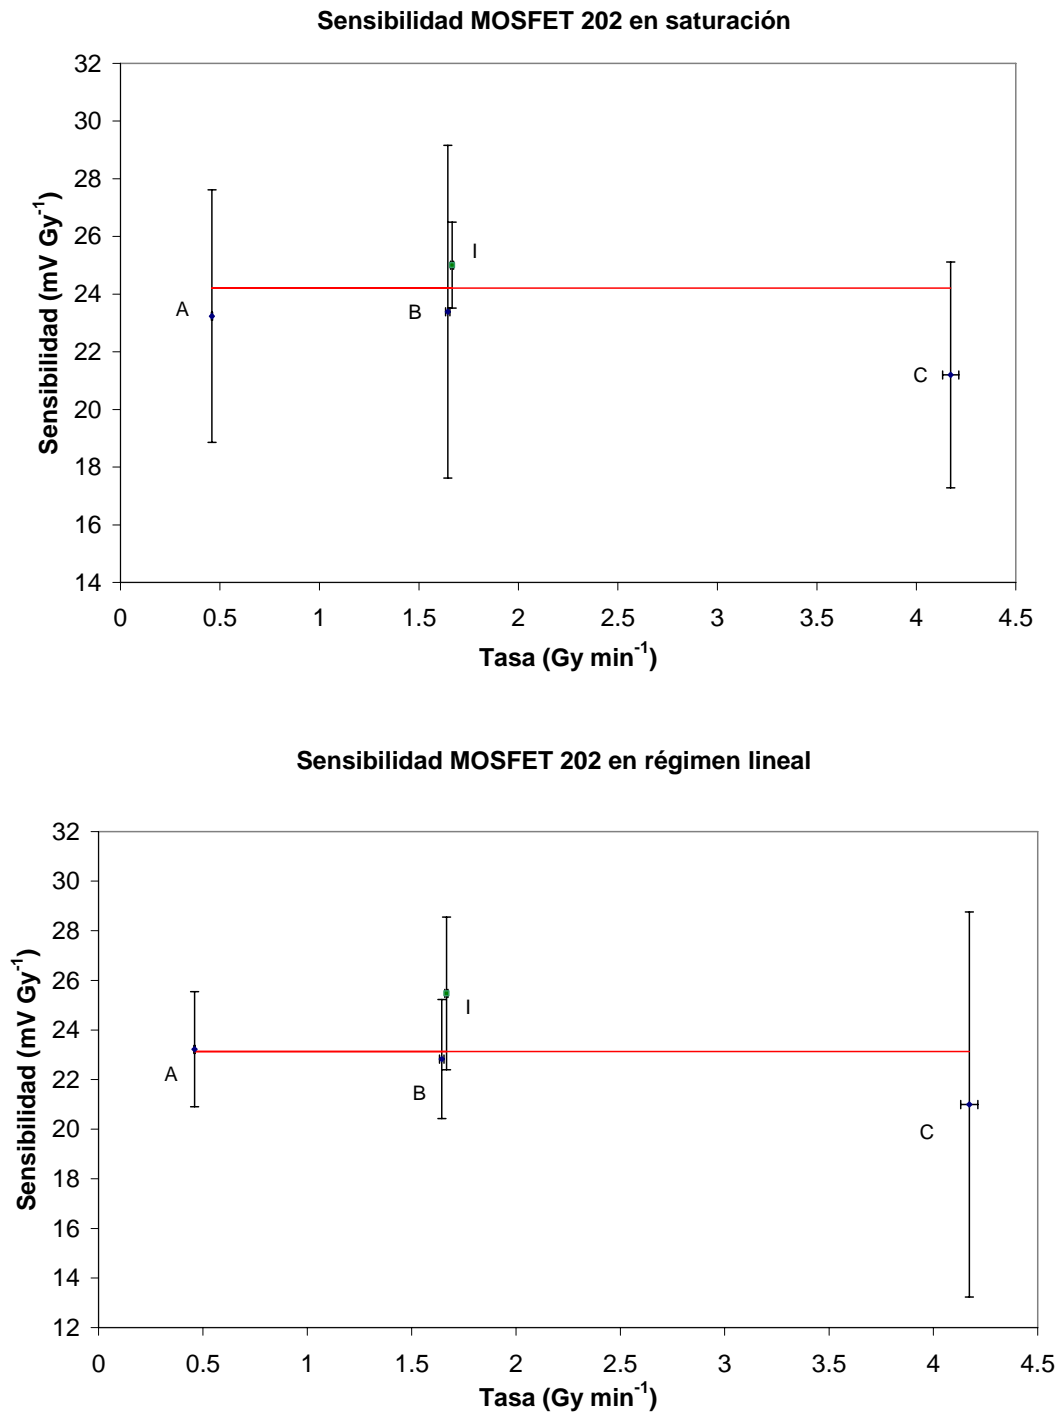 Sensibilidad MOSFET 202 en saturación
32
30
28
26
24
22
20
18
16
14
Sensibilidad (mV Gy⁻¹)
A
B
I
C
0 0.5 1 1.5 2 2.5 3 3.5 4 4.5
Tasa (Gy min⁻¹)
Sensibilidad MOSFET 202 en régimen lineal
32
30
28
26
24
22
20
18
16
14
12
Sensibilidad (mV Gy⁻¹)
A
B
I
C
0 0.5 1 1.5 2 2.5 3 3.5 4 4.5
Tasa (Gy min⁻¹)